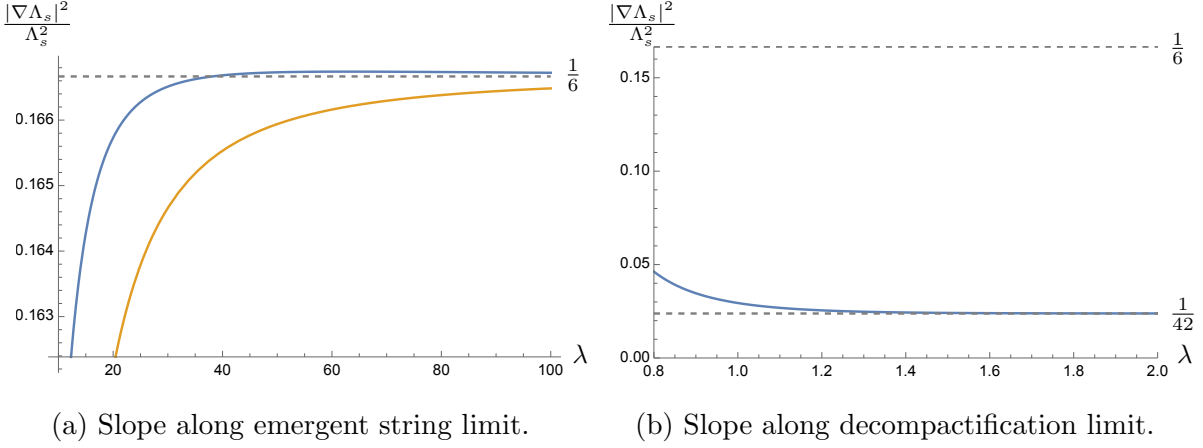 |∇Λ_s|^2 / Λ_s^2
1/6
0.166
0.165
0.164
0.163
20 40 60 80 100 λ
(a) Slope along emergent string limit.
|∇Λ_s|^2 / Λ_s^2
1/6
0.15
0.10
0.05
1/42
0.00
0.8 1.0 1.2 1.4 1.6 1.8 2.0 λ
(b) Slope along decompactification limit.